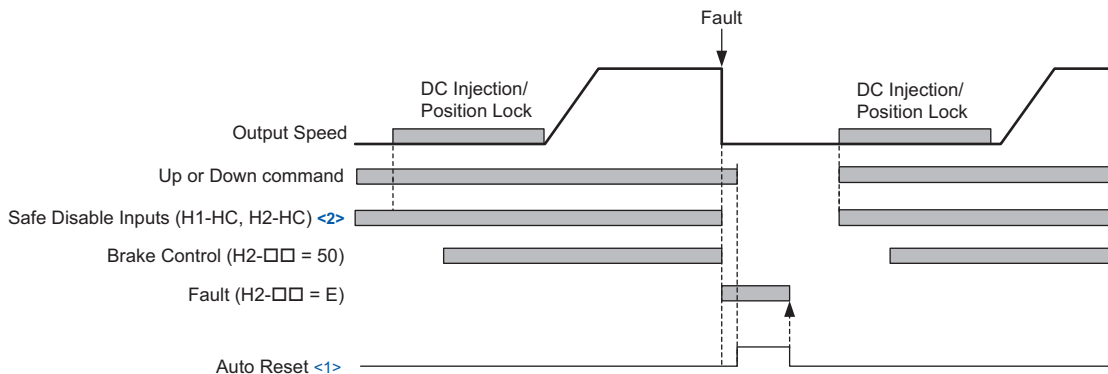 Fault
DC Injection/
Position Lock
DC Injection/
Position Lock
Output Speed
Up or Down command
Safe Disable Inputs (H1-HC, H2-HC) <2>
Brake Control (H2-□□ = 50)
Fault (H2-□□ = E)
Auto Reset <1>